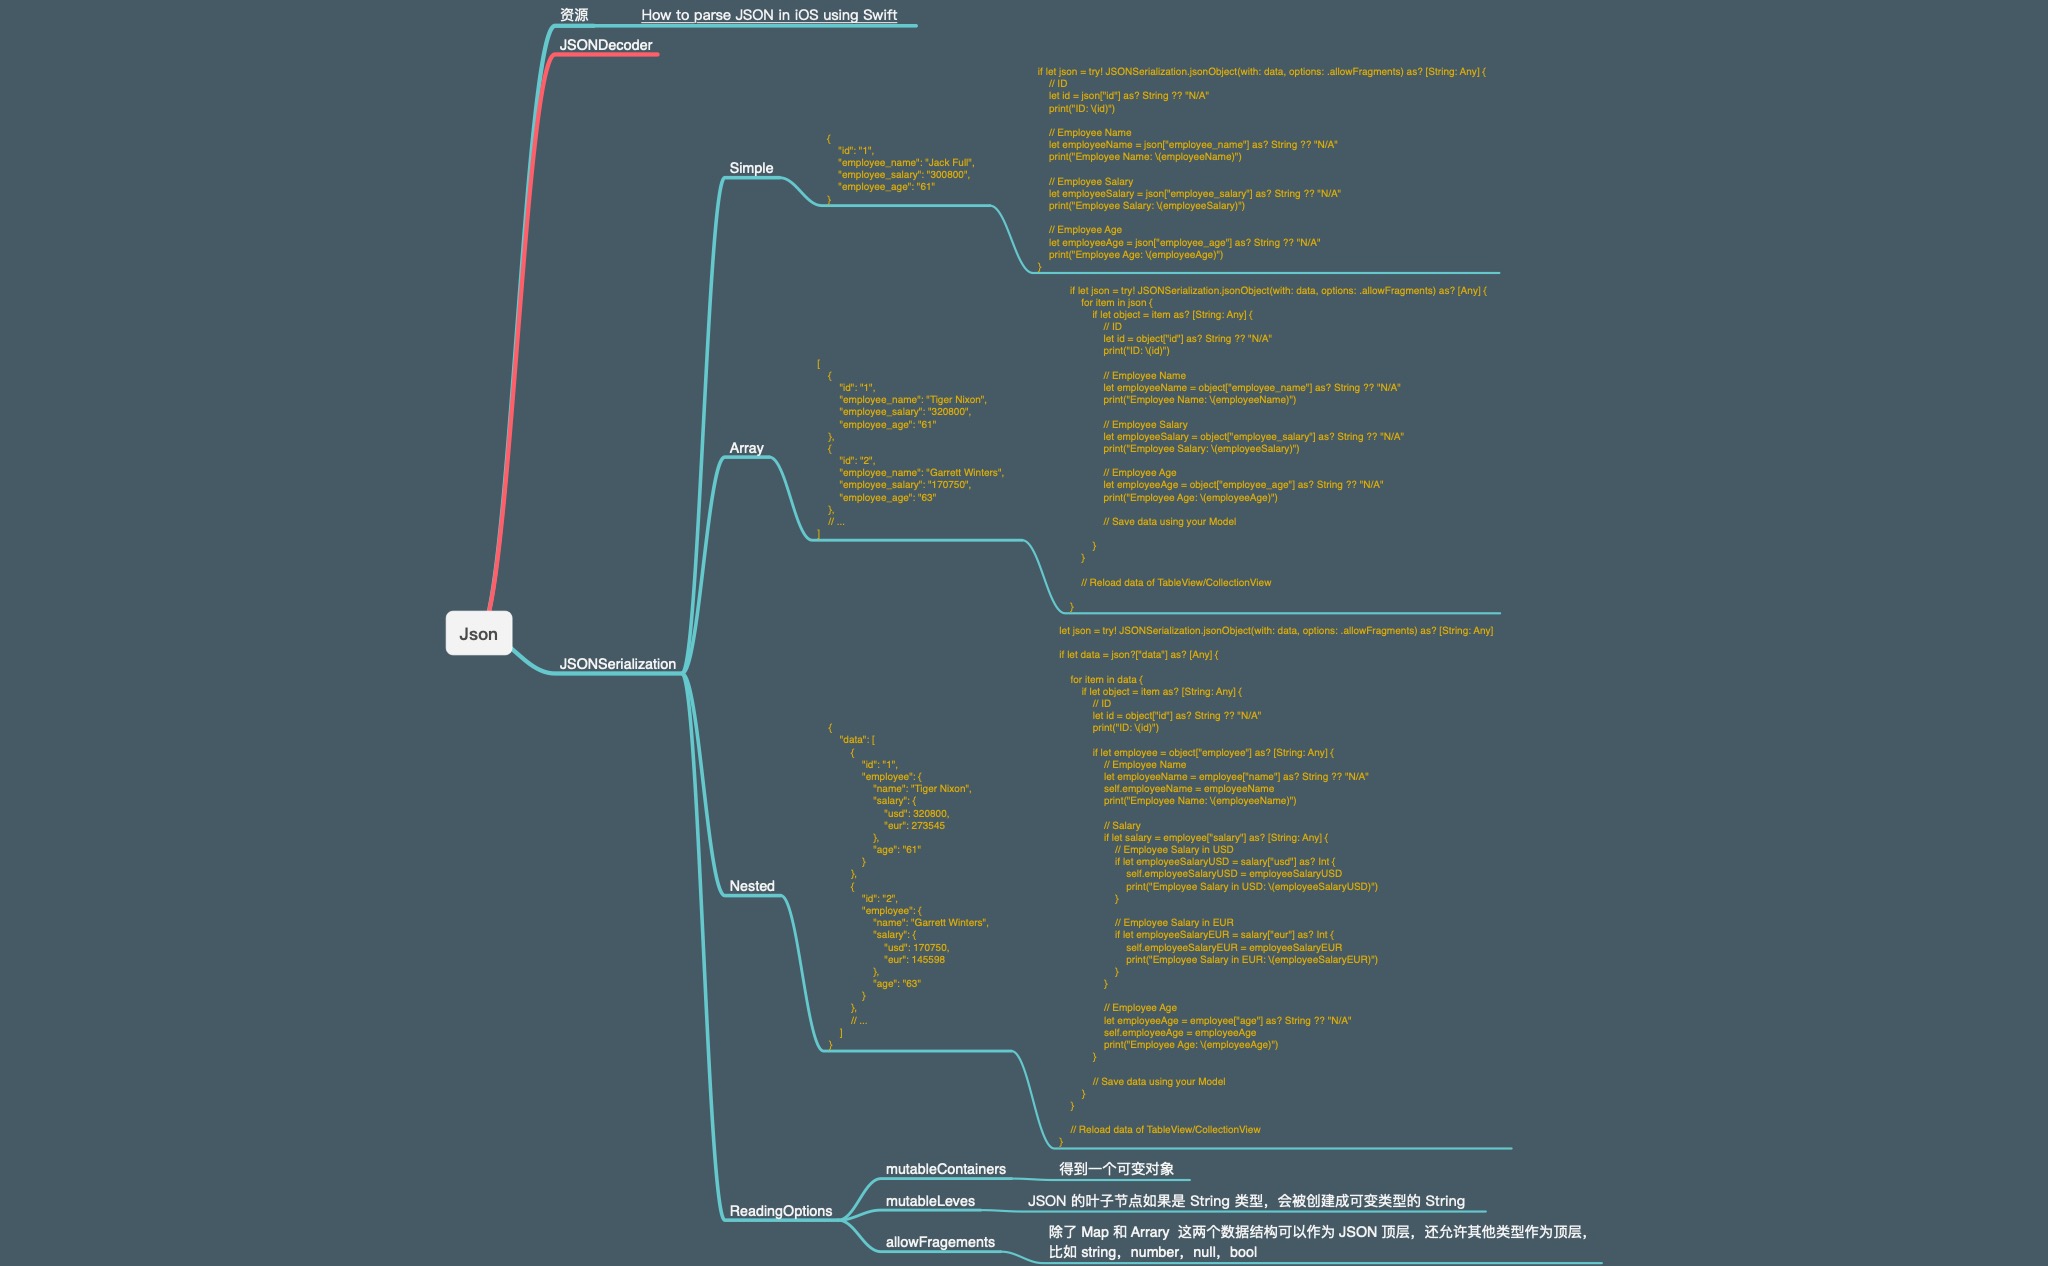 Json
资源
How to parse JSON in iOS using Swift
JSONDecoder
JSONSerialization
Simple
{
"id": "1",
"employee_name": "Jack Full",
"employee_salary": "300800",
"employee_age": "61"
}
if let json = try! JSONSerialization.jsonObject(with: data, options: .allowFragments) as? [String: Any] {
// ID
let id = json["id"] as? String ?? "N/A"
print("ID: \(id)")
// Employee Name
let employeeName = json["employee_name"] as? String ?? "N/A"
print("Employee Name: \(employeeName)")
// Employee Salary
let employeeSalary = json["employee_salary"] as? String ?? "N/A"
print("Employee Salary: \(employeeSalary)")
// Employee Age
let employeeAge = json["employee_age"] as? String ?? "N/A"
print("Employee Age: \(employeeAge)")
}
Array
[
{
"id": "1",
"employee_name": "Tiger Nixon",
"employee_salary": "320800",
"employee_age": "61"
},
{
"id": "2",
"employee_name": "Garrett Winters",
"employee_salary": "170750",
"employee_age": "63"
},
// ...
]
if let json = try! JSONSerialization.jsonObject(with: data, options: .allowFragments) as? [Any] {
for item in json {
if let object = item as? [String: Any] {
// ID
let id = object["id"] as? String ?? "N/A"
print("ID: \(id)")
// Employee Name
let employeeName = object["employee_name"] as? String ?? "N/A"
print("Employee Name: \(employeeName)")
// Employee Salary
let employeeSalary = object["employee_salary"] as? String ?? "N/A"
print("Employee Salary: \(employeeSalary)")
// Employee Age
let employeeAge = object["employee_age"] as? String ?? "N/A"
print("Employee Age: \(employeeAge)")
// Save data using your Model
}
}
// Reload data of TableView/CollectionView
}
Nested
{
"data": [
{
"id": "1",
"employee": {
"name": "Tiger Nixon",
"salary": {
"usd": 320800,
"eur": 273545
},
"age": "61"
}
},
{
"id": "2",
"employee": {
"name": "Garrett Winters",
"salary": {
"usd": 170750,
"eur": 145598
},
"age": "63"
}
},
// ...
]
}
let json = try! JSONSerialization.jsonObject(with: data, options: .allowFragments) as? [String: Any]
if let data = json?["data"] as? [Any] {
for item in data {
if let object = item as? [String: Any] {
// ID
let id = object["id"] as? String ?? "N/A"
print("ID: \(id)")
if let employee = object["employee"] as? [String: Any] {
// Employee Name
let employeeName = employee["name"] as? String ?? "N/A"
self.employeeName = employeeName
print("Employee Name: \(employeeName)")
// Salary
if let salary = employee["salary"] as? [String: Any] {
// Employee Salary in USD
if let employeeSalaryUSD = salary["usd"] as? Int {
self.employeeSalaryUSD = employeeSalaryUSD
print("Employee Salary in USD: \(employeeSalaryUSD)")
}
// Employee Salary in EUR
if let employeeSalaryEUR = salary["eur"] as? Int {
self.employeeSalaryEUR = employeeSalaryEUR
print("Employee Salary in EUR: \(employeeSalaryEUR)")
}
}
// Employee Age
let employeeAge = employee["age"] as? String ?? "N/A"
self.employeeAge = employeeAge
print("Employee Age: \(employeeAge)")
}
// Save data using your Model
}
}
// Reload data of TableView/CollectionView
}
ReadingOptions
mutableContainers
得到一个可变对象
mutableLeves
JSON 的叶子节点如果是 String 类型，会被创建成可变类型的 String
allowFragements
除了 Map 和 Arrary 这两个数据结构可以作为 JSON 顶层，还允许其他类型作为顶层，
比如 string，number，null，bool